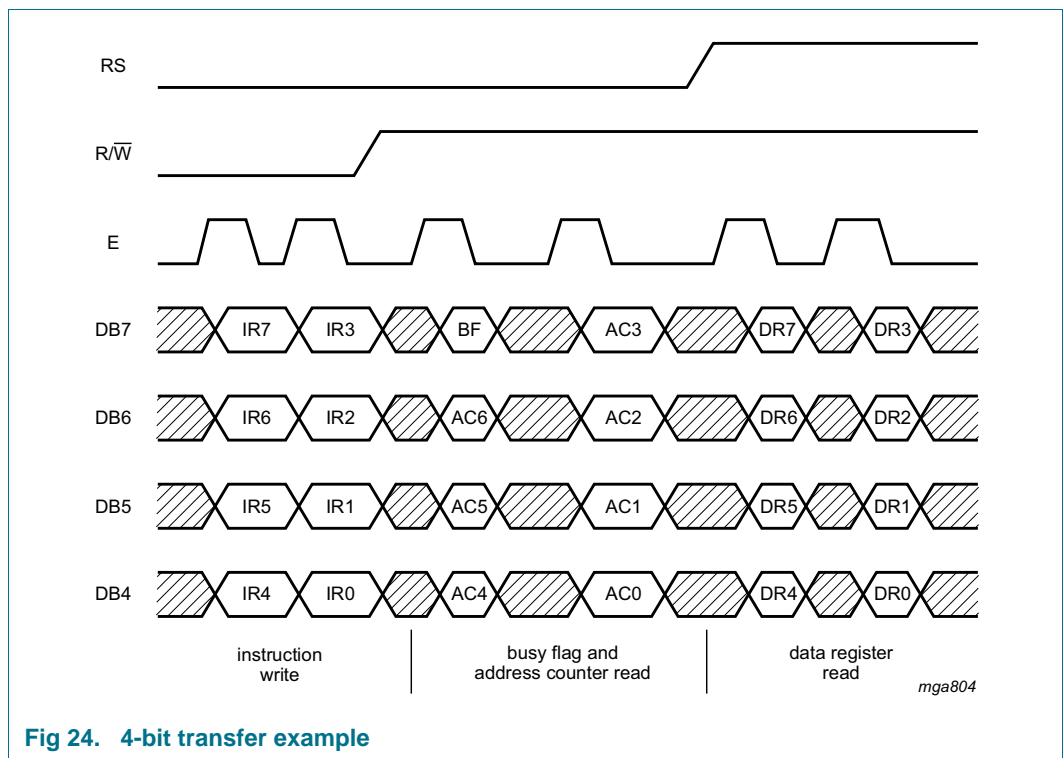 RS
R/W̅
E
DB7 IR7 IR3 BF AC3 DR7 DR3
DB6 IR6 IR2 AC6 AC2 DR6 DR2
DB5 IR5 IR1 AC5 AC1 DR5 DR1
DB4 IR4 IR0 AC4 AC0 DR4 DR0
instruction
write
busy flag and
address counter read
data register
read
mga804
Fig 24. 4-bit transfer example